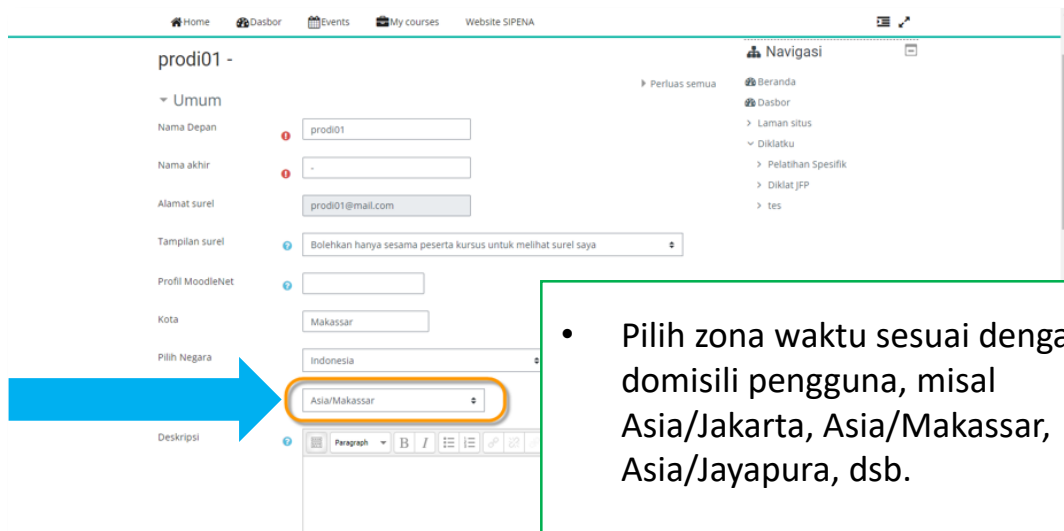 Home Dasbor Events My courses Website SIPENA
prodi01 -
Perluas semua
Umum
Nama Depan
prodi01
Nama akhir
-
Alamat surel
prodi01@mail.com
Tampilan surel
Bolehkan hanya sesama peserta kursus untuk melihat surel saya
Profil MoodleNet
Kota
Makassar
Pilih Negara
Indonesia
Asia/Makassar
Deskripsi
Paragraph B I
Navigasi
Beranda
Dasbor
Laman situs
Diklatku
Pelatihan Spesifik
Diklat JFP
tes
• Pilih zona waktu sesuai denga
domisili pengguna, misal
Asia/Jakarta, Asia/Makassar,
Asia/Jayapura, dsb.